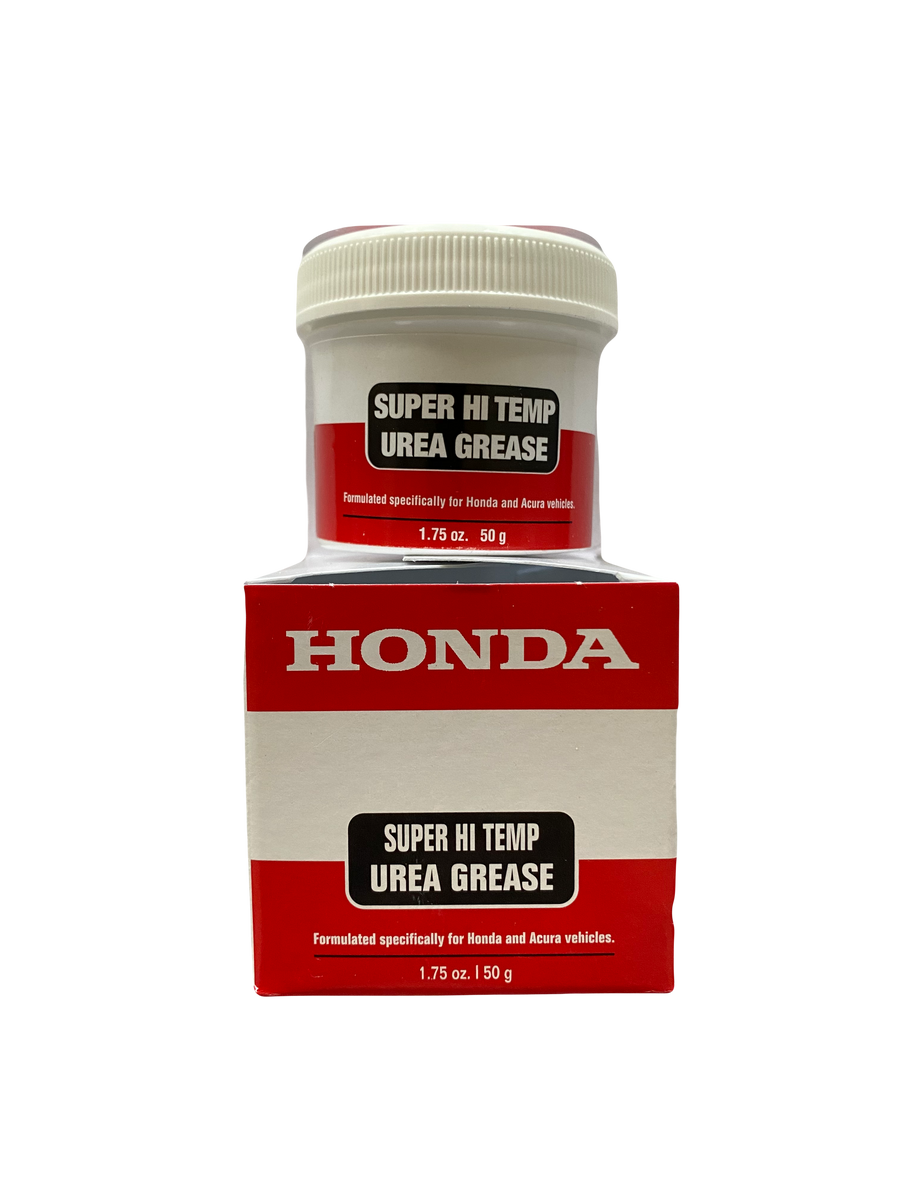 SUPER HI TEMP
UREA GREASE
Formulated specifically for Honda and Acura vehicles.
1.75 oz. 50 g
HONDA
SUPER HI TEMP
UREA GREASE
Formulated specifically for Honda and Acura vehicles.
1.75 oz. | 50 g